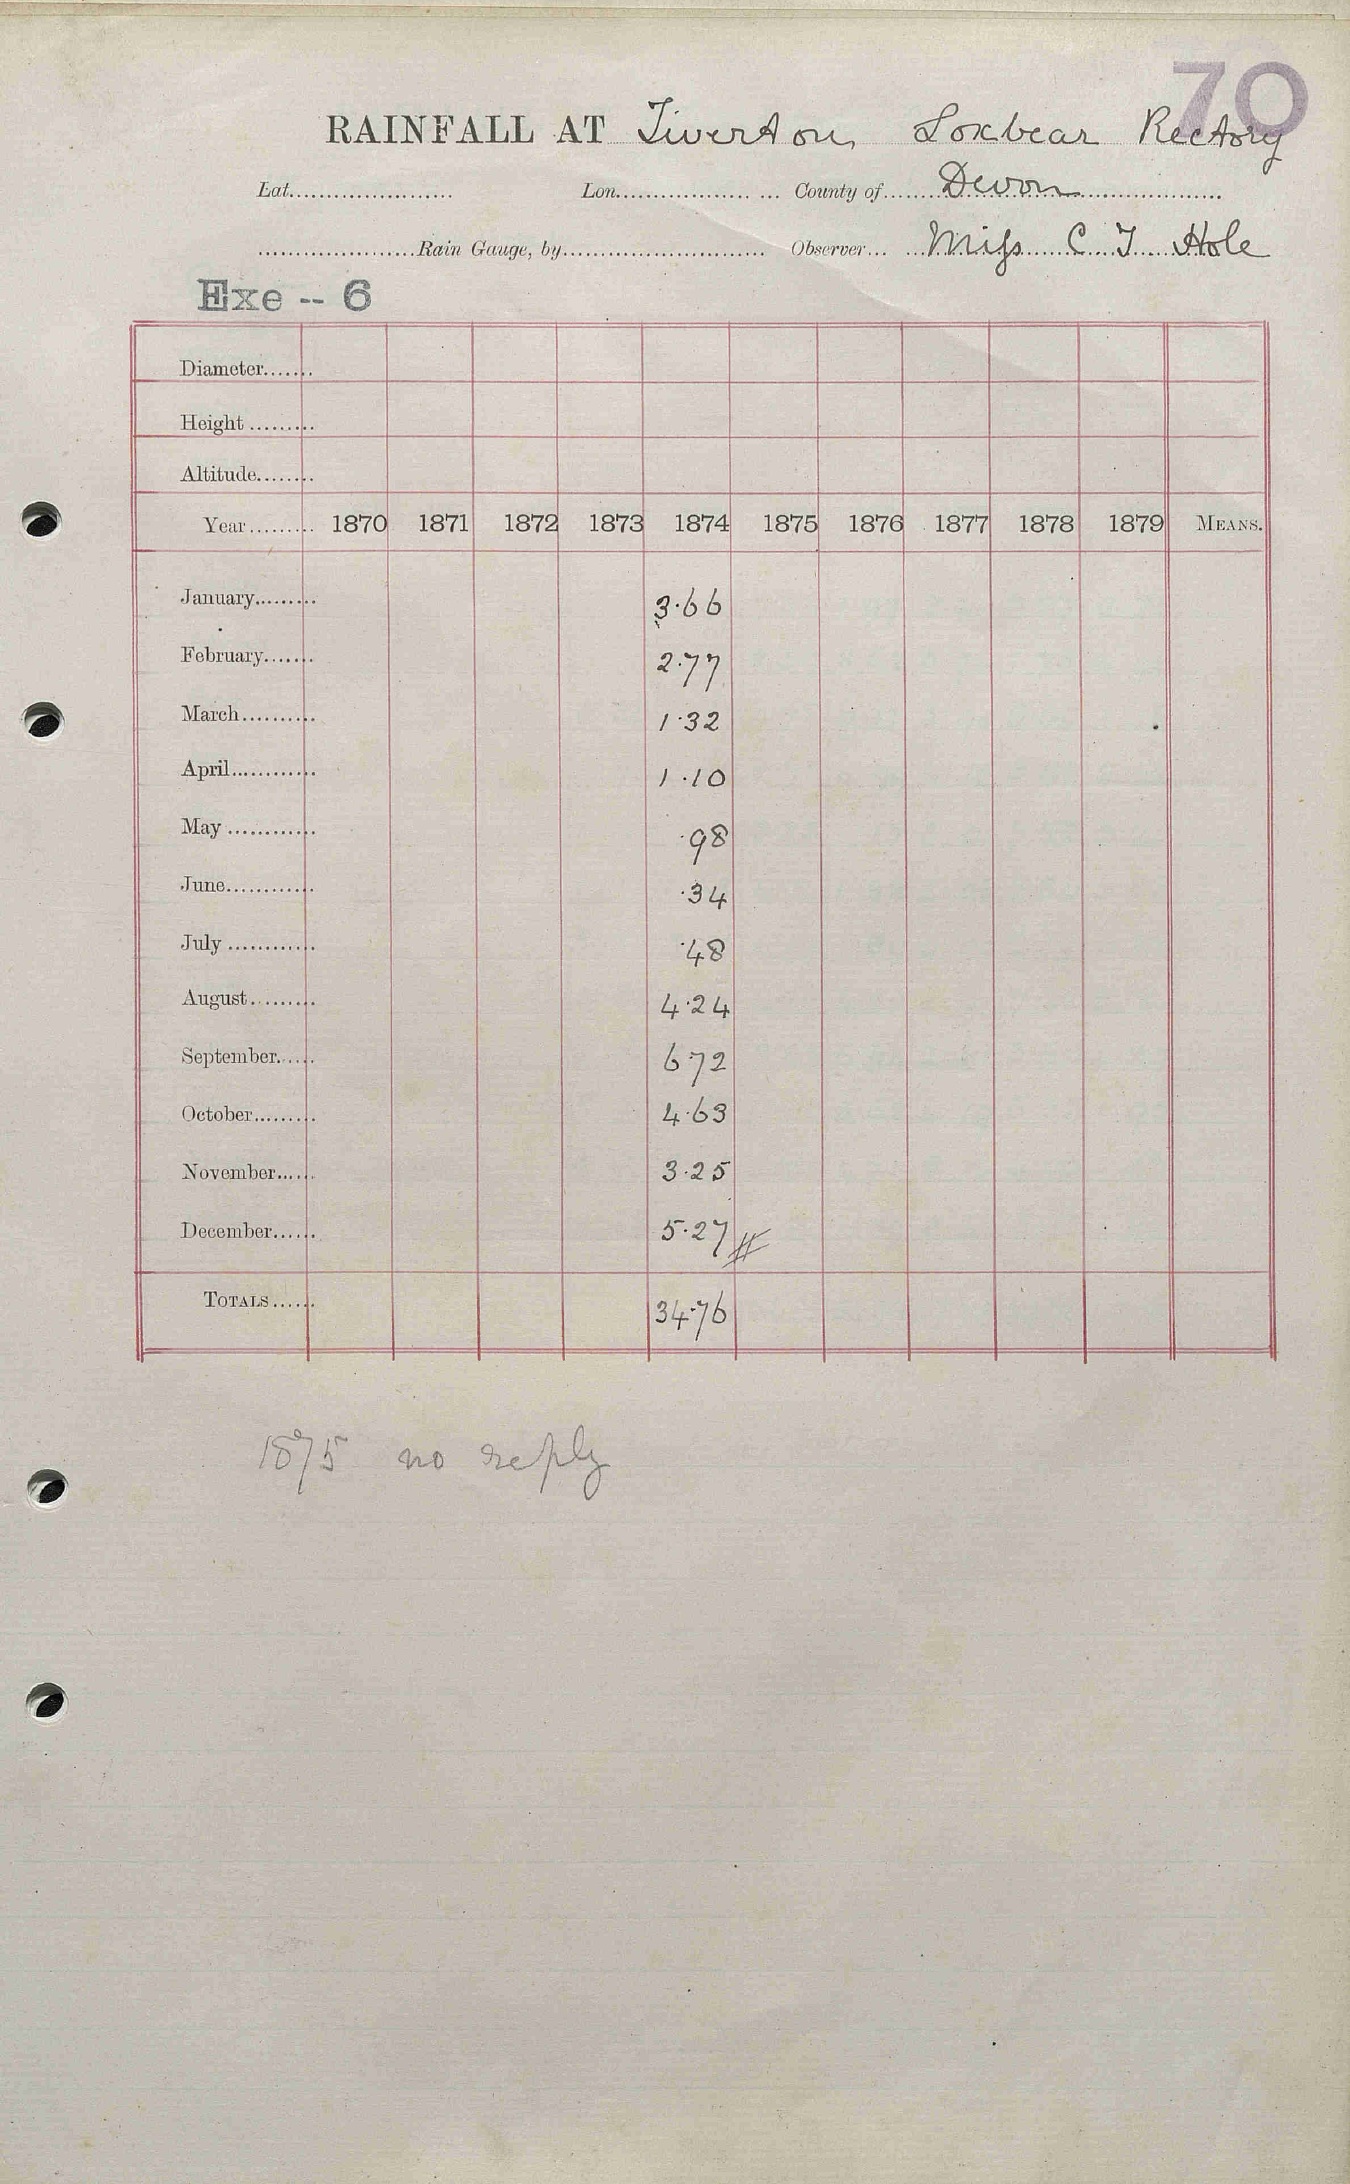 70
RAINFALL AT Tiverton, Loxbear Rectory
Lat...................... Lon.................. ... County of........Devon...................
.....................Rain Gauge, by........................... Observer... ...Miss C T Hole
Exe -- 6
Diameter.......
Height .........
Altitude........
Year......... 1870 1871 1872 1873 1874 1875 1876 1877 1878 1879 MEANS.
January......... 3.66
February....... 2.77
March.......... 1.32
April............ 1.10
May ............ .98
June............ .34
July ............ .48
August......... 4.24
September...... 6 72
October......... 4.63
November...... 3.25
December...... 5.27
TOTALS...... 34.76
1875 no reply